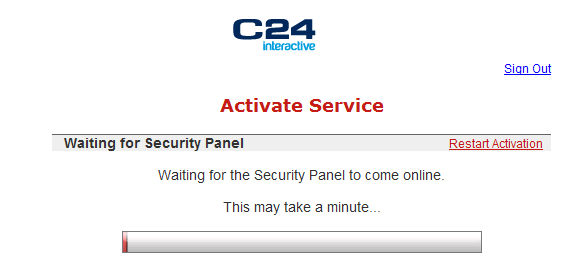 C24
interactive
Sign Out
Activate Service
Waiting for Security Panel
Restart Activation
Waiting for the Security Panel to come online.
This may take a minute...